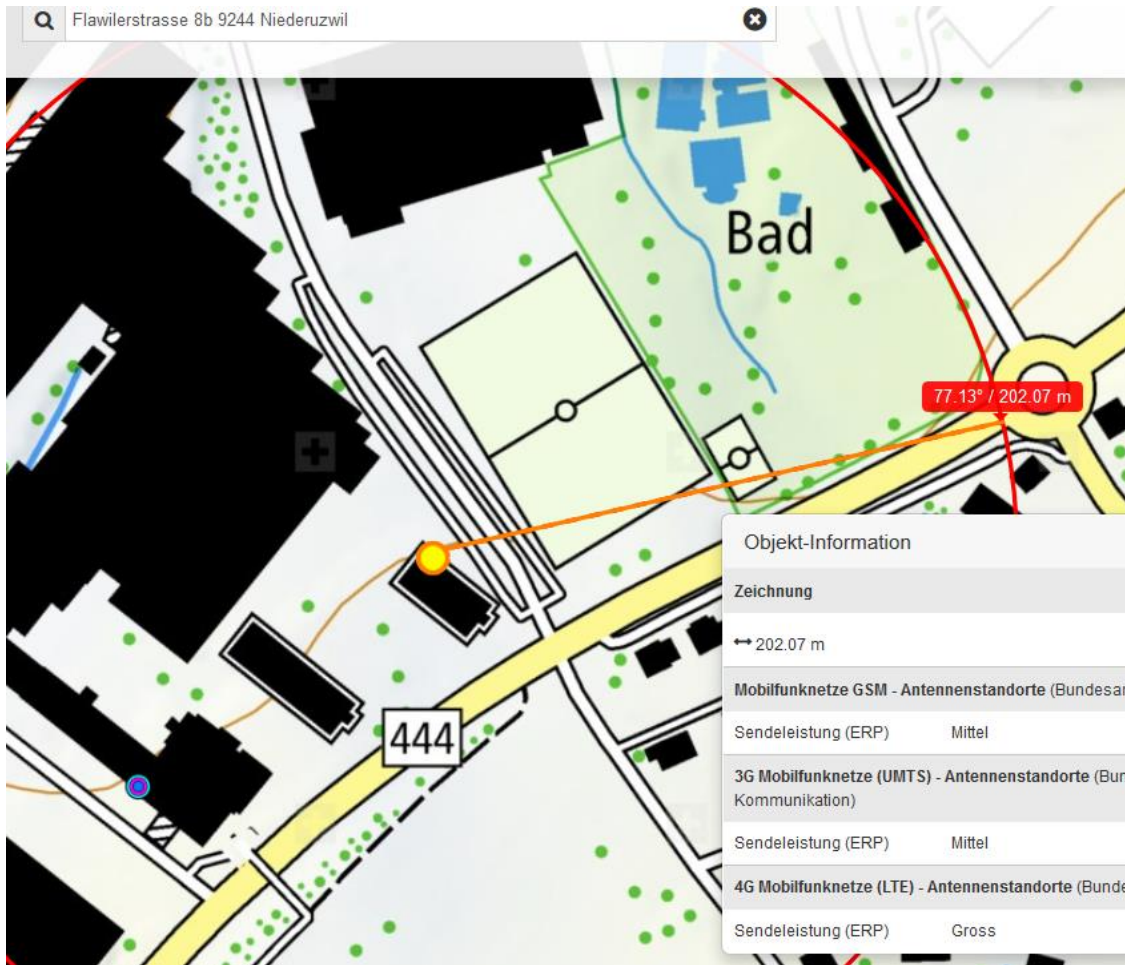 Flawilerstrasse 8b 9244 Niederuzwil
Bad
77.13° / 202.07 m
Objekt-Information
Zeichnung
↔ 202.07 m
Mobilfunknetze GSM - Antennenstandorte (Bundesa
Sendeleistung (ERP) Mittel
3G Mobilfunknetze (UMTS) - Antennenstandorte (Bun
Kommunikation)
Sendeleistung (ERP) Mittel
4G Mobilfunknetze (LTE) - Antennenstandorte (Bunde
Sendeleistung (ERP) Gross
444